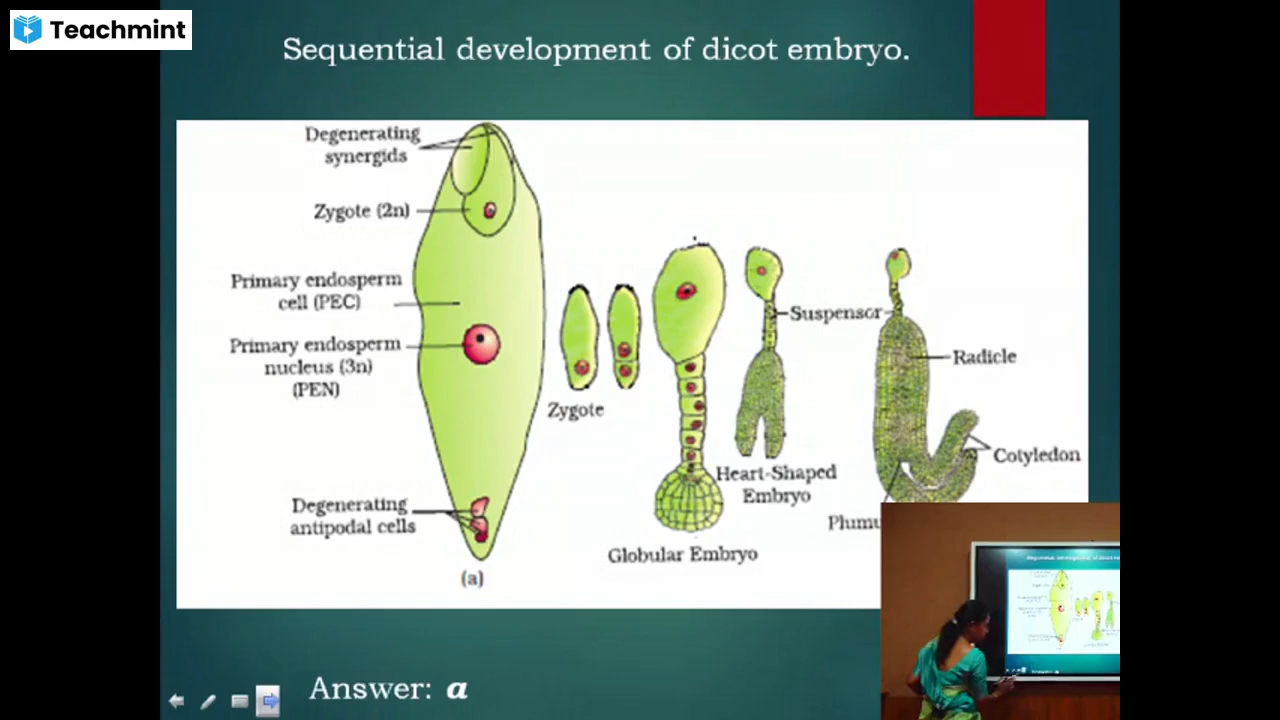 Teachmint
Sequential development of dicot embryo.
Degenerating
synergids
Zygote (2n)
Primary endosperm
cell (PEC)
Primary endosperm
nucleus (3n)
(PEN)
Degenerating
antipodal cells
(a)
Zygote
Globular Embryo
Heart-Shaped
Embryo
Suspensor
Radicle
Cotyledon
Plumu
Answer: a